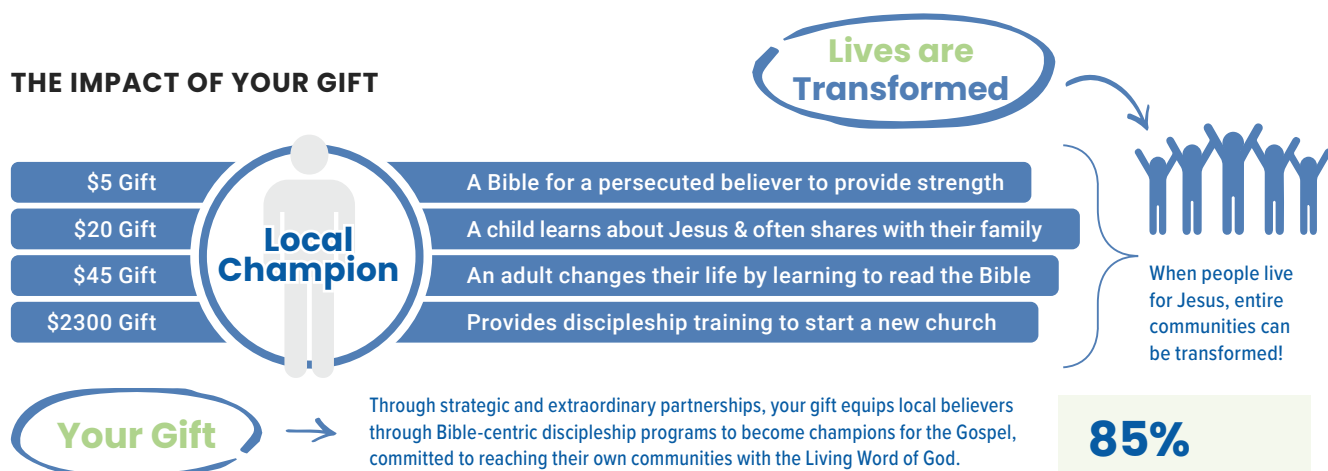 THE IMPACT OF YOUR GIFT
Lives are
Transformed
$5 Gift
$20 Gift
$45 Gift
$2300 Gift
Local
Champion
A Bible for a persecuted believer to provide strength
A child learns about Jesus & often shares with their family
An adult changes their life by learning to read the Bible
Provides discipleship training to start a new church
When people live
for Jesus, entire
communities can
be transformed!
Your Gift
Through strategic and extraordinary partnerships, your gift equips local believers
through Bible-centric discipleship programs to become champions for the Gospel,
committed to reaching their own communities with the Living Word of God.
85%